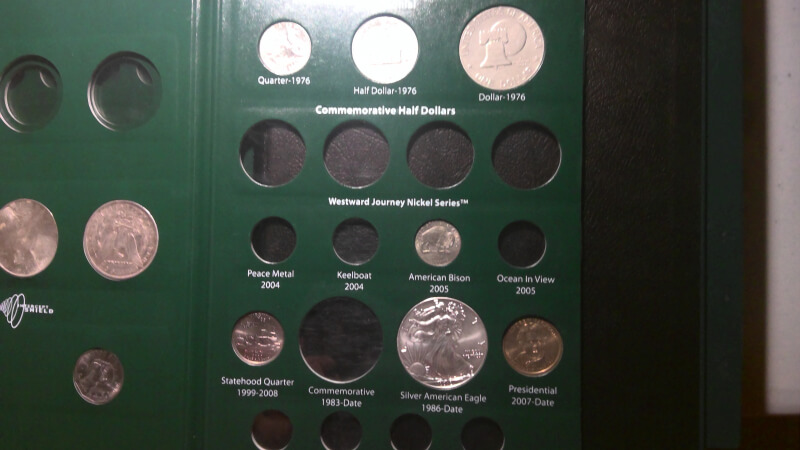 Quarter-1976
Half Dollar-1976
Dollar-1976
Commemorative Half Dollars
Westward Journey Nickel Series™
Peace Metal
2004
Keelboat
2004
American Bison
2005
Ocean In View
2005
SHIELD
Statehood Quarter
1999-2008
Commemorative
1983-Date
Silver American Eagle
1986-Date
Presidential
2007-Date